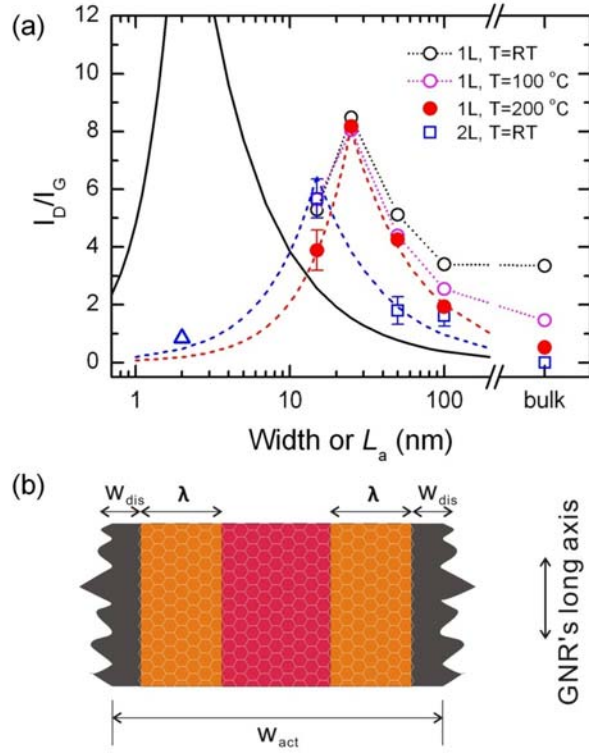 (a)
12
10
8
6
4
2
0
I_D/I_G
1L, T=RT
1L, T=100 °C
1L, T=200 °C
2L, T=RT
1 10 100 bulk
Width or L_a (nm)
(b)
W_dis λ λ W_dis
GNR's long axis
W_act